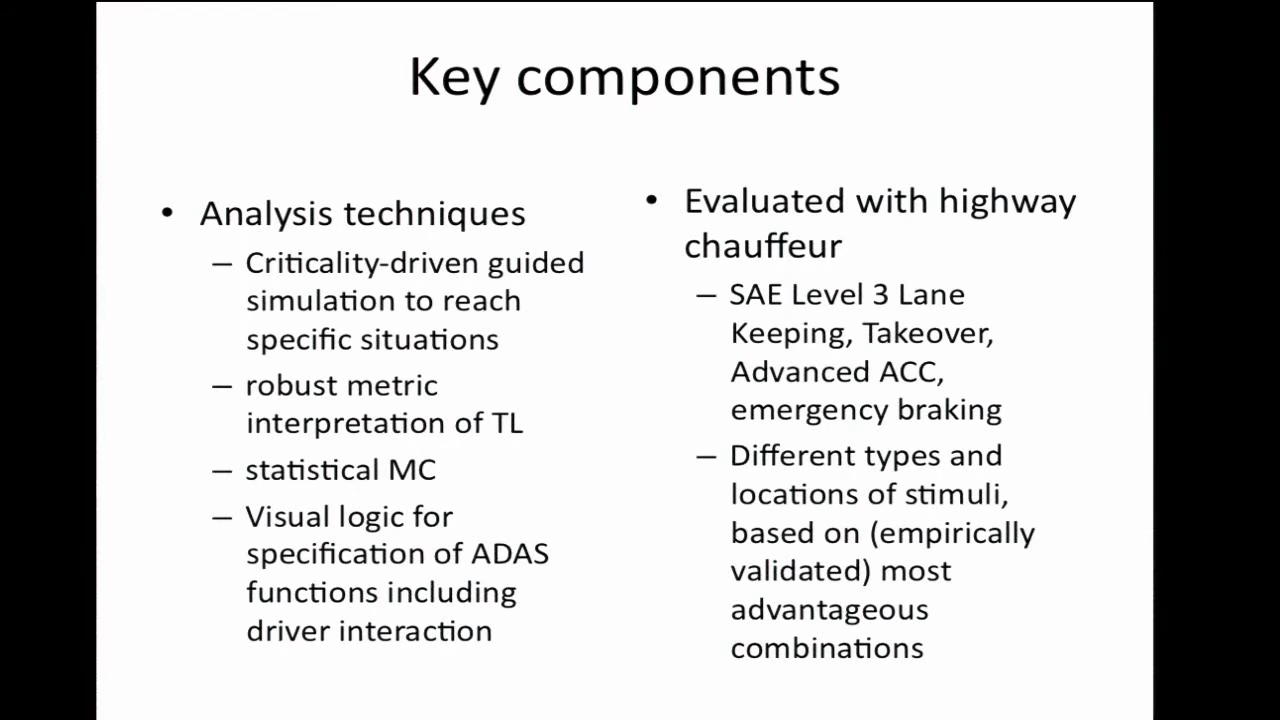 Key components
• Analysis techniques
– Criticality-driven guided
simulation to reach
specific situations
– robust metric
interpretation of TL
– statistical MC
– Visual logic for
specification of ADAS
functions including
driver interaction
• Evaluated with highway
chauffeur
– SAE Level 3 Lane
Keeping, Takeover,
Advanced ACC,
emergency braking
– Different types and
locations of stimuli,
based on (empirically
validated) most
advantageous
combinations